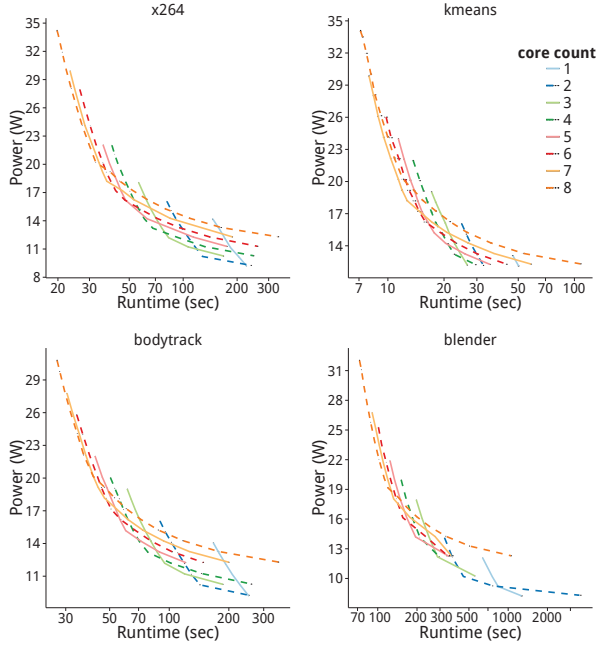 x264
35
32
29
26
23
20
17
14
11
8
Power (W)
20 30 50 70 100 200 300
Runtime (sec)
kmeans
35
32
29
26
23
20
17
14
Power (W)
7 10 20 30 50 70 100
Runtime (sec)
core count
1
2
3
4
5
6
7
8
bodytrack
29
26
23
20
17
14
11
Power (W)
30 50 70 100 200 300
Runtime (sec)
blender
31
28
25
22
19
16
13
10
Power (W)
70 100 200 300 500 1000 2000
Runtime (sec)